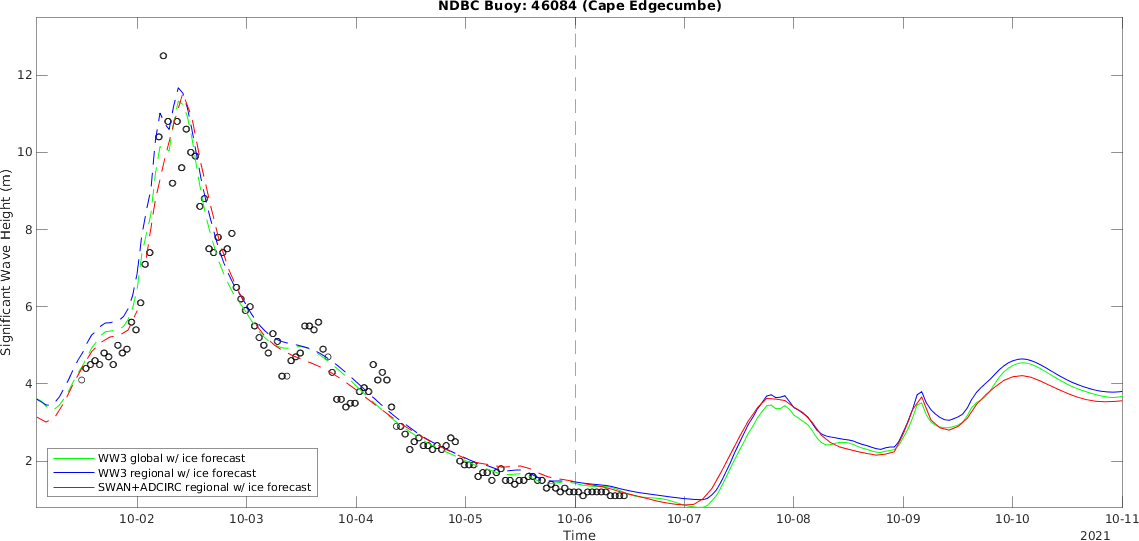 NDBC Buoy: 46084 (Cape Edgecumbe)
Significant Wave Height (m)
12
10
8
6
4
2
WW3 global w/ ice forecast
WW3 regional w/ ice forecast
SWAN+ADCIRC regional w/ ice forecast
10-02 10-03 10-04 10-05 10-06 10-07 10-08 10-09 10-10 10-11
Time
2021